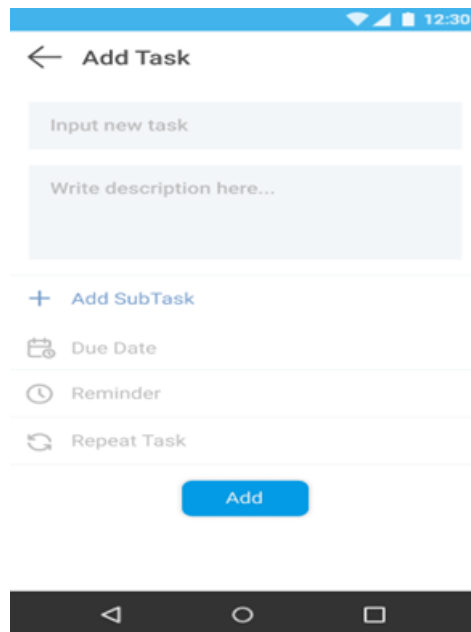 12:30
Add Task
Input new task
Write description here...
Add SubTask
Due Date
Reminder
Repeat Task
Add